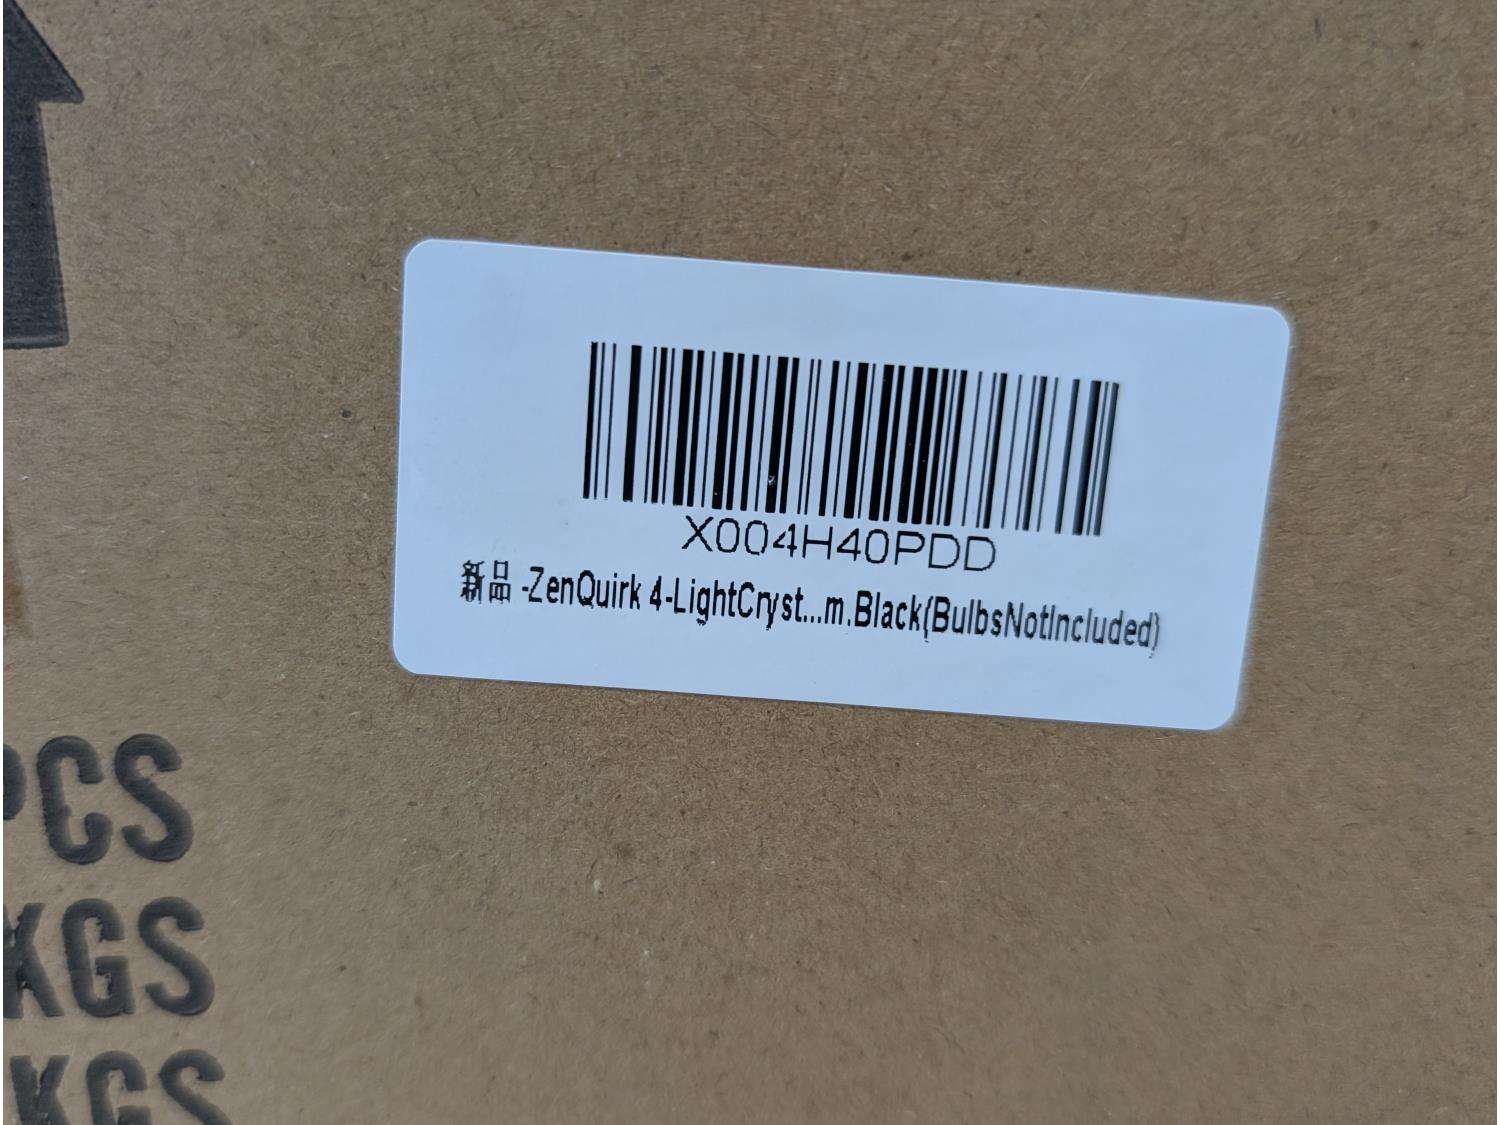 X004H40PDD
新品 -ZenQuirk 4-LightCryst...m.Black(BulbsNotIncluded)
PCS
KGS
KGS